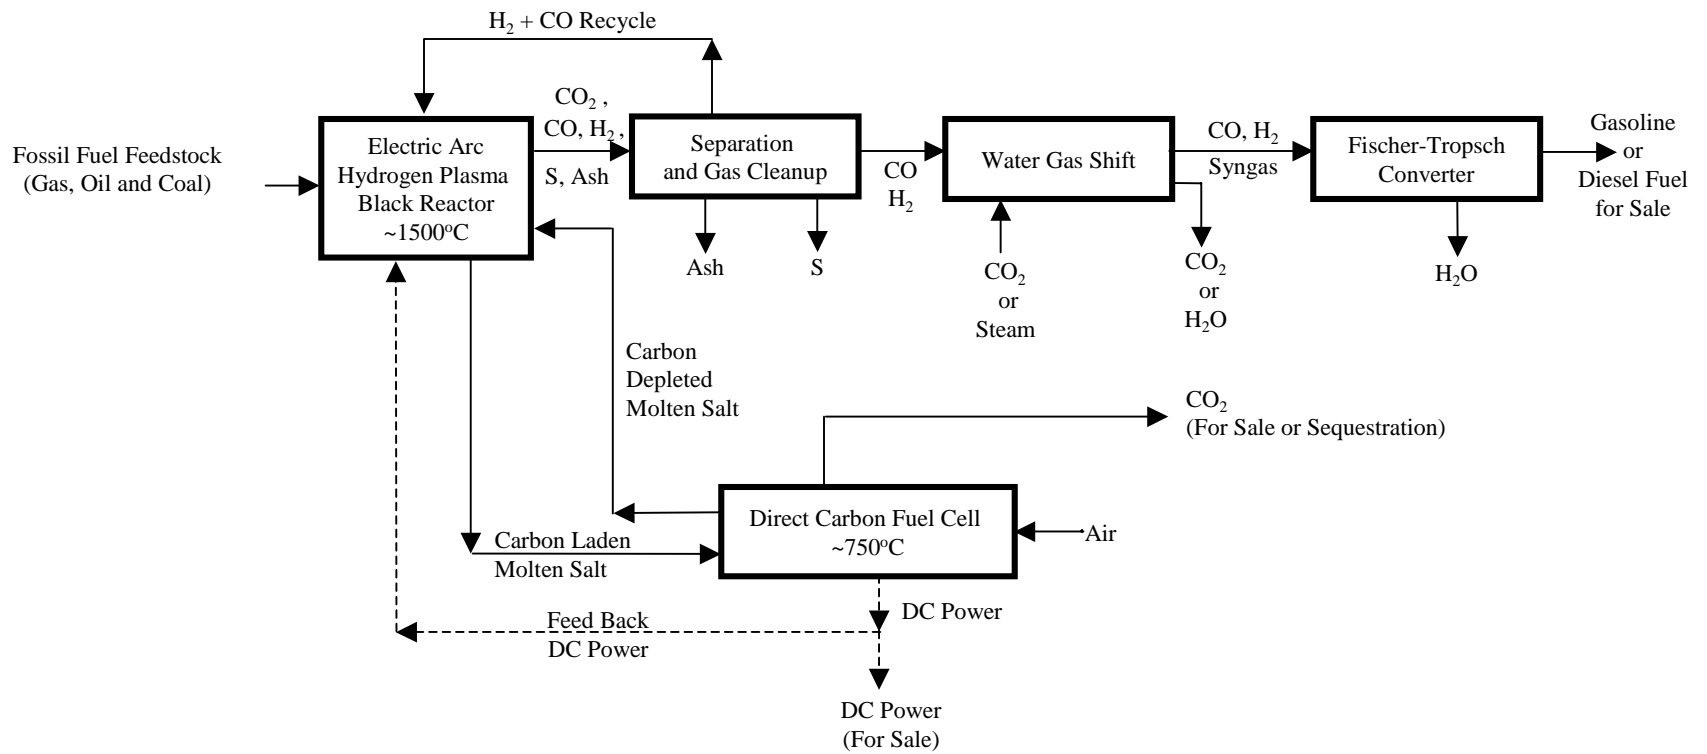 H₂ + CO Recycle
Fossil Fuel Feedstock
(Gas, Oil and Coal)
Electric Arc
Hydrogen Plasma
Black Reactor
~1500°C
CO₂ ,
CO, H₂ ,
S, Ash
Separation
and Gas Cleanup
Ash
S
CO
H₂
Water Gas Shift
CO₂
or
Steam
CO₂
or
H₂O
CO, H₂
Syngas
Fischer-Tropsch
Converter
H₂O
Gasoline
or
Diesel Fuel
for Sale
Carbon
Depleted
Molten Salt
CO₂
(For Sale or Sequestration)
Direct Carbon Fuel Cell
~750°C
Air
Carbon Laden
Molten Salt
DC Power
Feed Back
DC Power
DC Power
(For Sale)